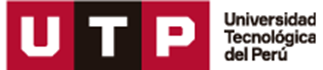 UTP
Universidad
Tecnológica
del Perú